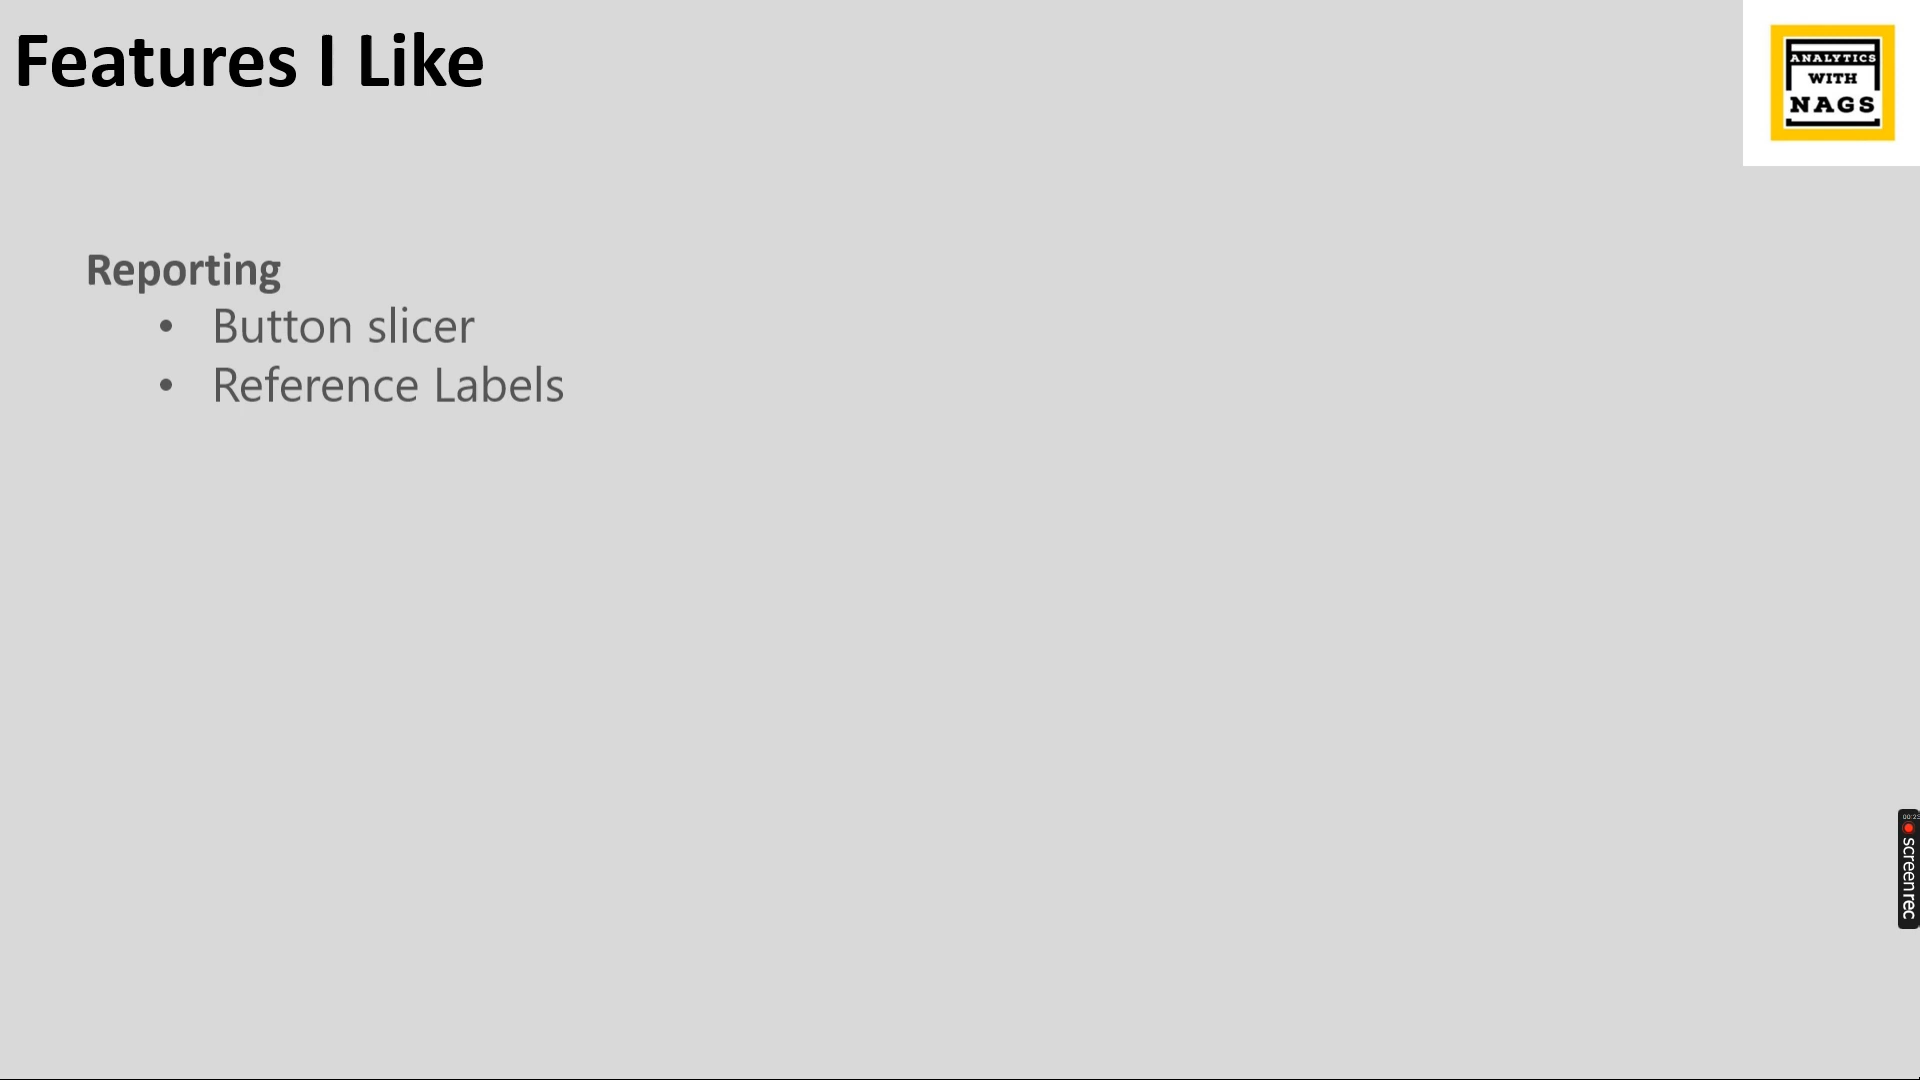 Features I Like
ANALYTICS
WITH
NAGS
Reporting
• Button slicer
• Reference Labels
screenrec